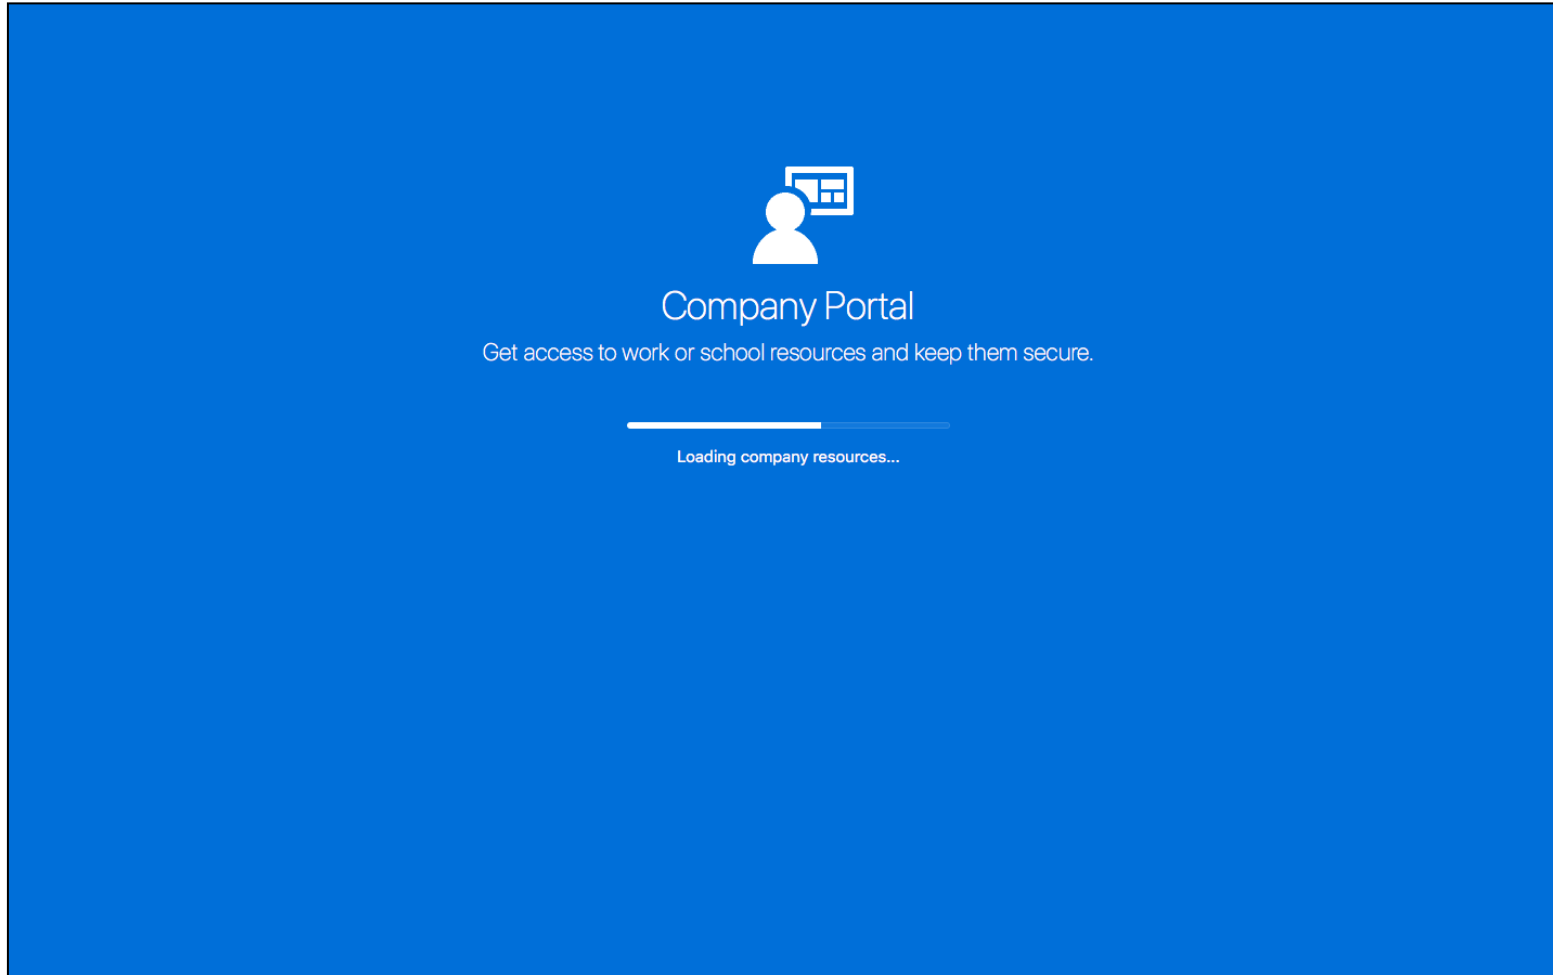 Company Portal
Get access to work or school resources and keep them secure.
Loading company resources...